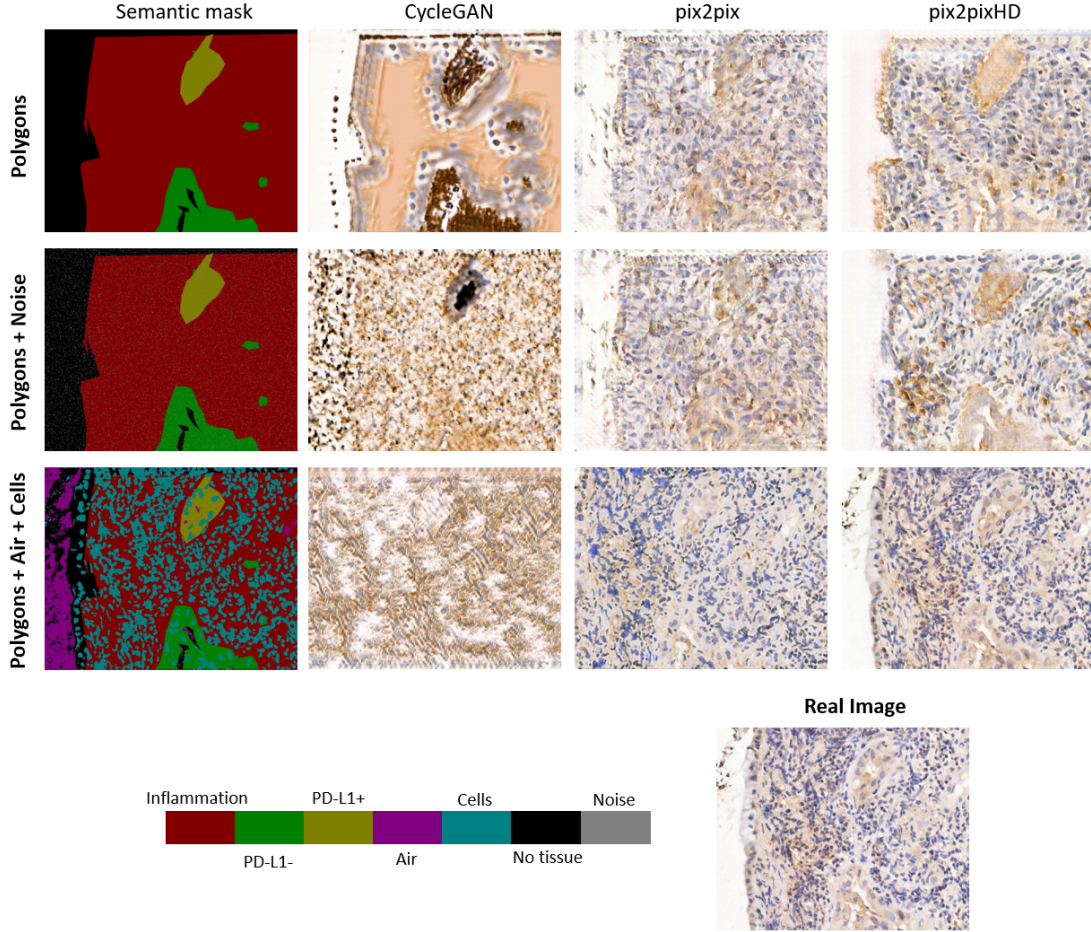 Semantic mask
CycleGAN
pix2pix
pix2pixHD
Polygons
Polygons + Noise
Polygons + Air + Cells
Real Image
Inflammation
PD-L1+
Cells
Noise
PD-L1-
Air
No tissue